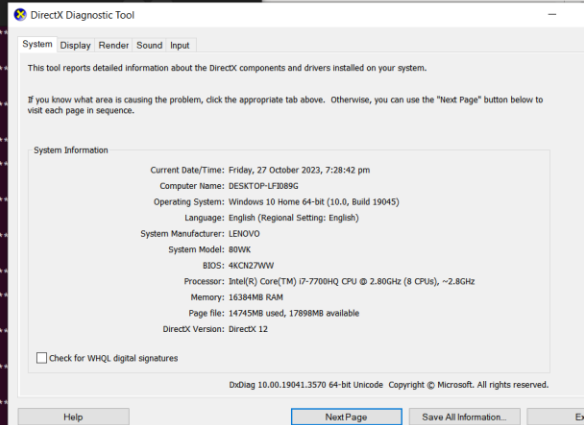 DirectX Diagnostic Tool
System Display Render Sound Input
This tool reports detailed information about the DirectX components and drivers installed on your system.
If you know what area is causing the problem, click the appropriate tab above. Otherwise, you can use the "Next Page" button below to
visit each page in sequence.
System Information
Current Date/Time: Friday, 27 October 2023, 7:28:42 pm
Computer Name: DESKTOP-LFI089G
Operating System: Windows 10 Home 64-bit (10.0, Build 19045)
Language: English (Regional Setting: English)
System Manufacturer: LENOVO
System Model: 80WK
BIOS: 4KCN27WW
Processor: Intel(R) Core(TM) i7-7700HQ CPU @ 2.80GHz (8 CPUs), ~2.8GHz
Memory: 16384MB RAM
Page file: 14745MB used, 17898MB available
DirectX Version: DirectX 12
Check for WHQL digital signatures
DxDiag 10.00.19041.3570 64-bit Unicode Copyright © Microsoft. All rights reserved.
Help Next Page Save All Information... Ex